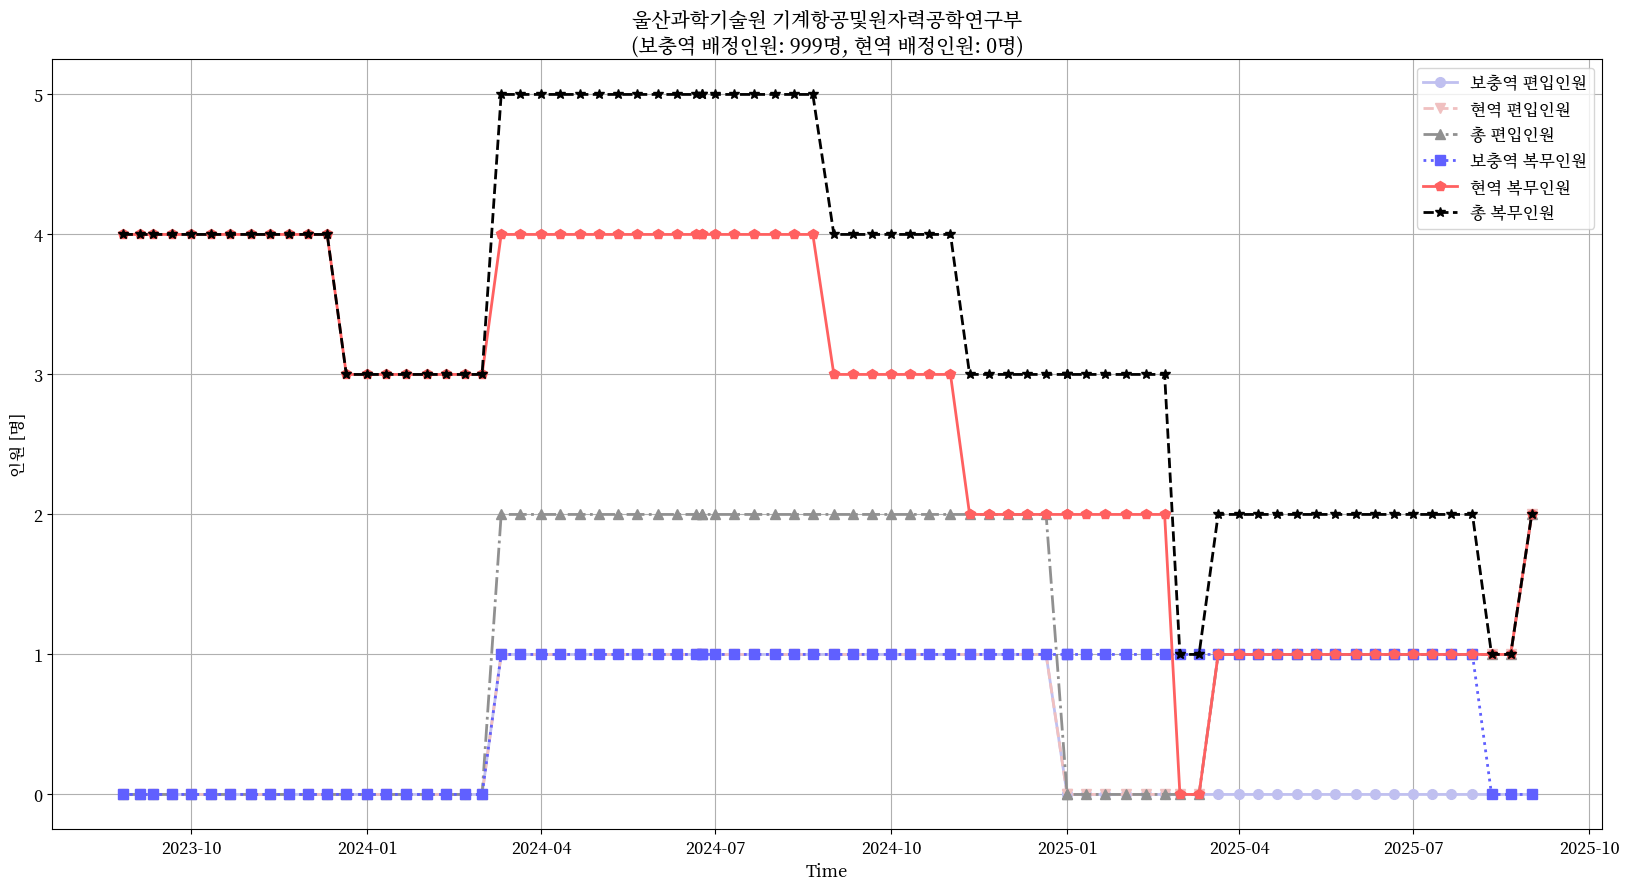 울산과학기술원 기계항공및원자력공학연구부
(보충역 배정인원: 999명, 현역 배정인원: 0명)
보충역 편입인원
현역 편입인원
총 편입인원
보충역 복무인원
현역 복무인원
총 복무인원
인원 [명]
5
4
3
2
1
0
2023-10
2024-01
2024-04
2024-07
2024-10
2025-01
2025-04
2025-07
2025-10
Time